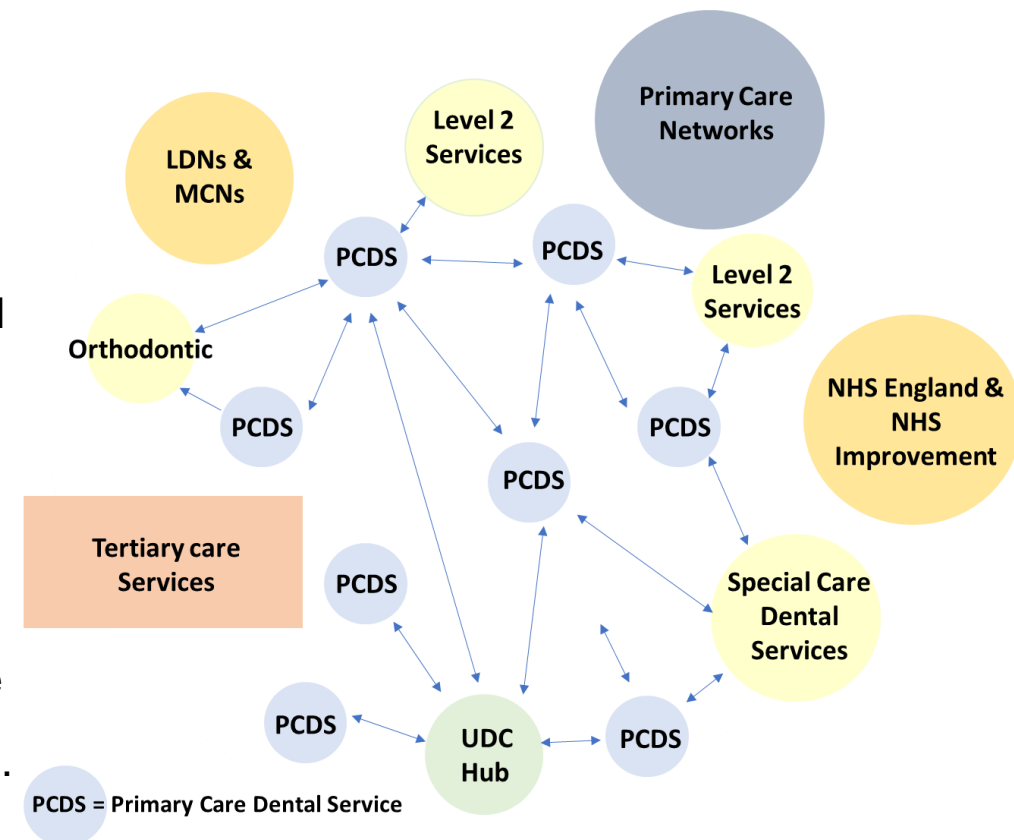 Primary Care
Networks
Level 2
Services
LDNs &
MCNs
PCDS
PCDS
Level 2
Services
Orthodontic
NHS England &
NHS
Improvement
PCDS
PCDS
PCDS
Tertiary care
Services
PCDS
Special Care
Dental
Services
PCDS
PCDS
UDC
Hub
PCDS = Primary Care Dental Service